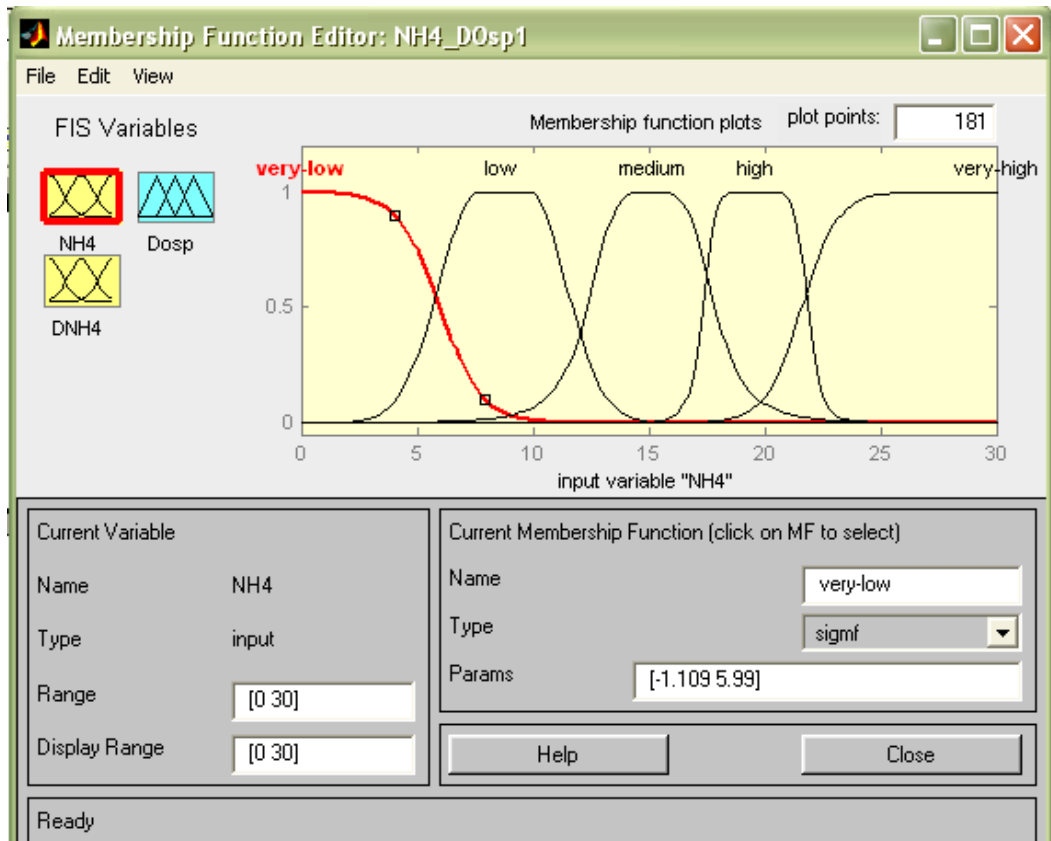 Membership Function Editor: NH4_DOsp1
File Edit View
FIS Variables
Membership function plots plot points: 181
very-low low medium high very-high
NH4 Dosp
DNH4
1
0.5
0
0 5 10 15 20 25 30
input variable "NH4"
Current Variable
Name NH4
Type input
Range [0 30]
Display Range [0 30]
Current Membership Function (click on MF to select)
Name very-low
Type sigmf
Params [-1.109 5.99]
Help Close
Ready